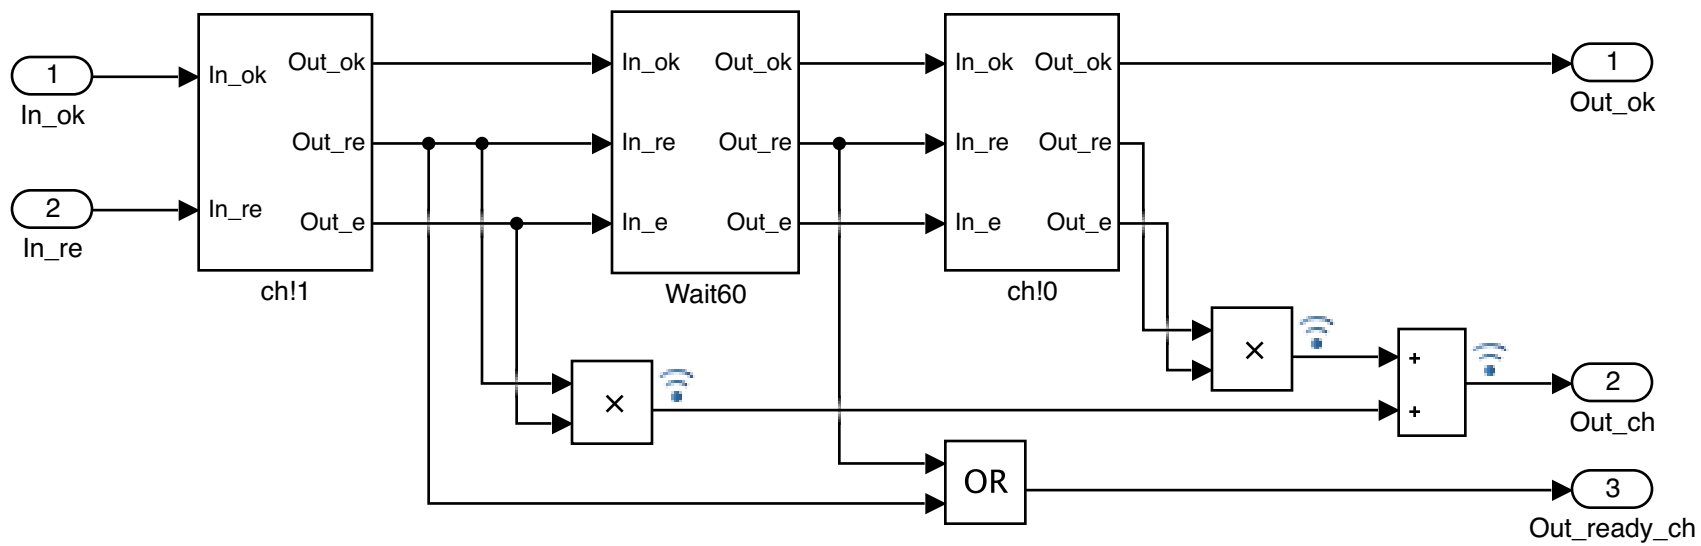 1
In_ok
2
In_re
In_ok
In_re
Out_ok
Out_re
Out_e
ch!1
In_ok
In_re
In_e
Out_ok
Out_re
Out_e
Wait60
In_ok
In_re
In_e
Out_ok
Out_re
Out_e
ch!0
×
×
+
+
OR
1
Out_ok
2
Out_ch
3
Out_ready_ch